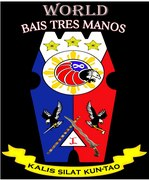 WORLD
BAIS TRES MANOS
KALIS SILAT KUN-TAO